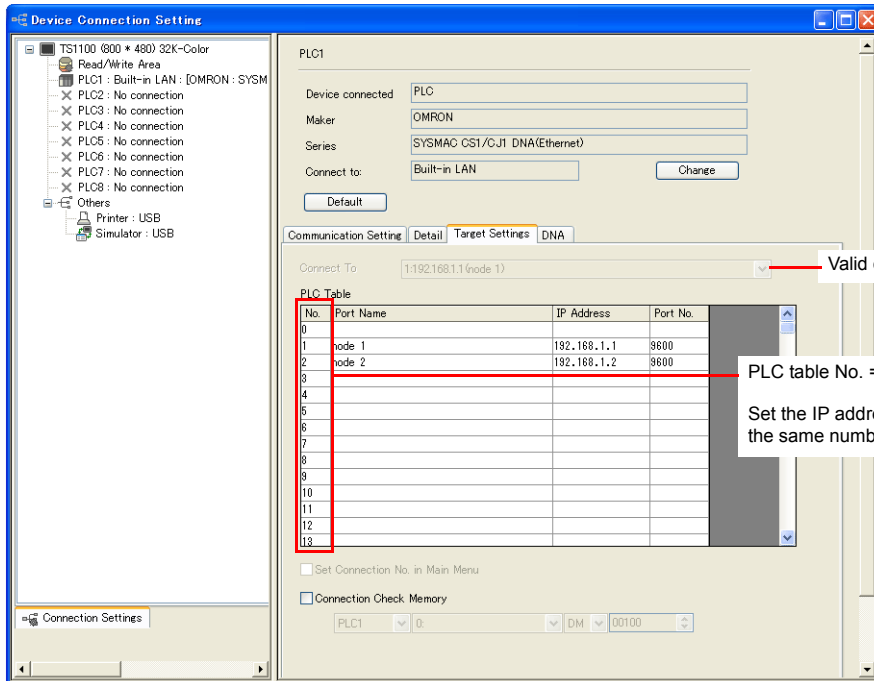 Device Connection Setting
TS1100 (800 * 480) 32K-Color
Read/Write Area
PLC1 : Built-in LAN : [OMRON : SYSM
PLC2 : No connection
PLC3 : No connection
PLC4 : No connection
PLC5 : No connection
PLC6 : No connection
PLC7 : No connection
PLC8 : No connection
Others
Printer : USB
Simulator : USB
Connection Settings
PLC1
Device connected PLC
Maker OMRON
Series SYSMAC CS1/CJ1 DNA(Ethernet)
Connect to: Built-in LAN Change
Default
Communication Setting Detail Target Settings DNA
Connect To 1:192.168.1.1(node 1)
Valid
PLC Table
No. Port Name IP Address Port No.
0
1 node 1 192.168.1.1 9600
2 node 2 192.168.1.2 9600
3
4
5
6
7
8
9
10
11
12
13
PLC table No. =
Set the IP addre
the same numb
Set Connection No. in Main Menu
Connection Check Memory
PLC1 0: DM 00100